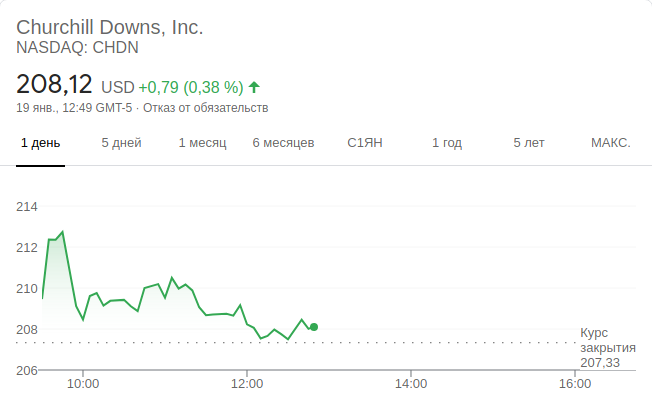 Churchill Downs, Inc.
NASDAQ: CHDN
208,12 USD +0,79 (0,38 %)
19 янв., 12:49 GMT-5 · Отказ от обязательств
1 день 5 дней 1 месяц 6 месяцев С1ЯН 1 год 5 лет МАКС.
214
212
210
208
Курс
закрытия
207,33
206
10:00 12:00 14:00 16:00